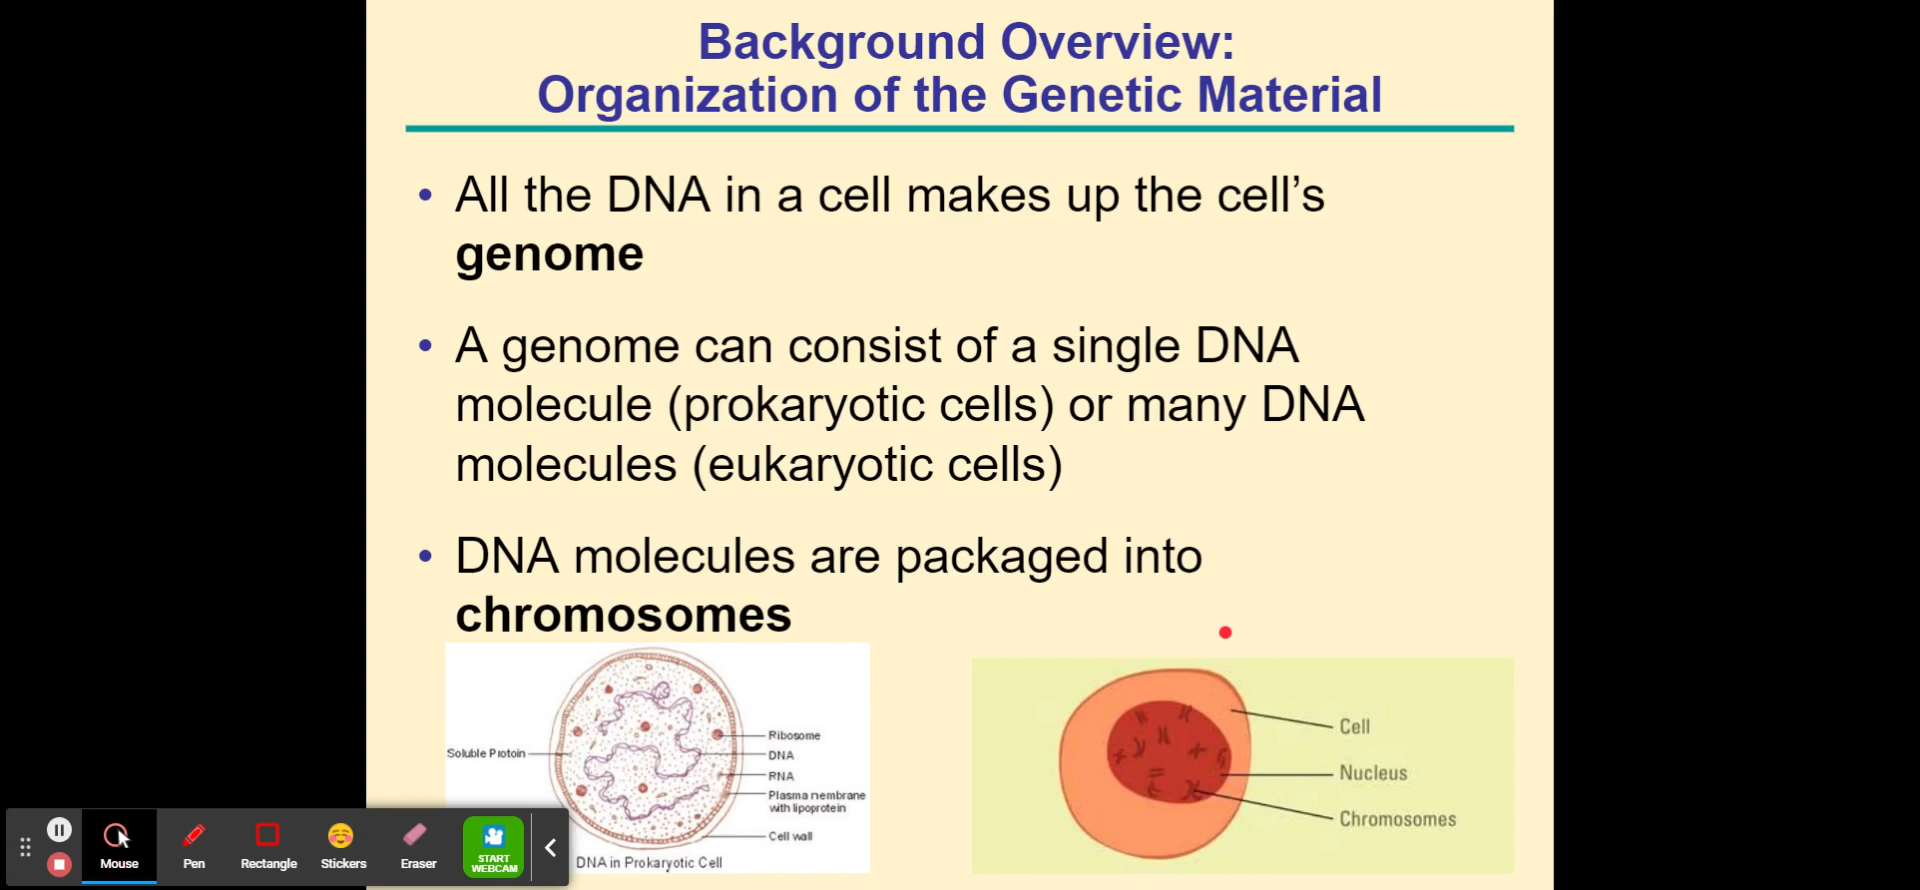 Background Overview:
Organization of the Genetic Material
• All the DNA in a cell makes up the cell’s
genome
• A genome can consist of a single DNA
molecule (prokaryotic cells) or many DNA
molecules (eukaryotic cells)
• DNA molecules are packaged into
chromosomes
Soluble Protoin
Ribosome
DNA
RNA
Plasma nembrane
with lipoprotein
Cell wall
DNA in Prokaryotic Cell
Cell
Nucleus
Chromosomes
Mouse
Pen
Rectangle
Stickers
Eraser
START
WEBCAM